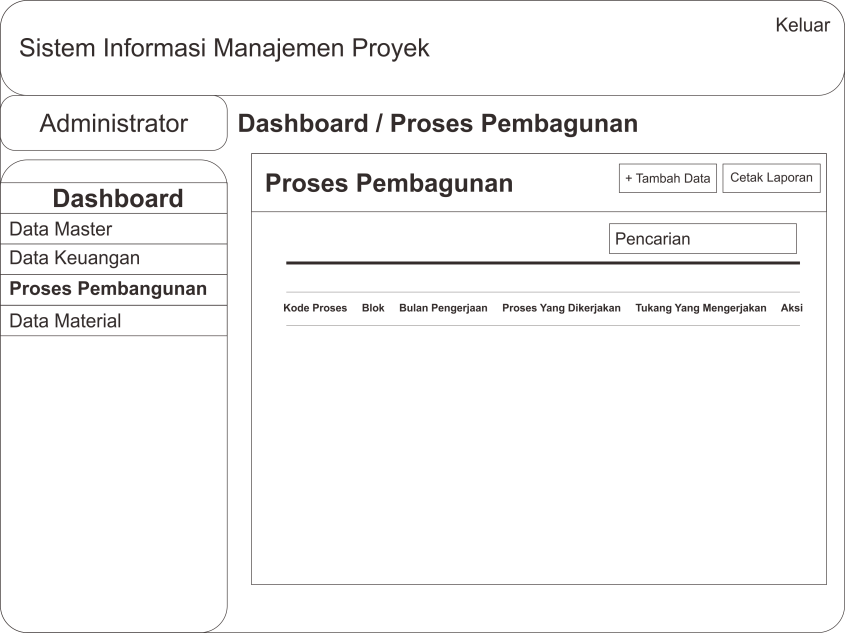 Keluar
Sistem Informasi Manajemen Proyek
Administrator
Dashboard / Proses Pembagunan
Dashboard
Data Master
Data Keuangan
Proses Pembangunan
Data Material
Proses Pembagunan
+ Tambah Data
Cetak Laporan
Pencarian
Kode Proses Blok Bulan Pengerjaan Proses Yang Dikerjakan Tukang Yang Mengerjakan Aksi